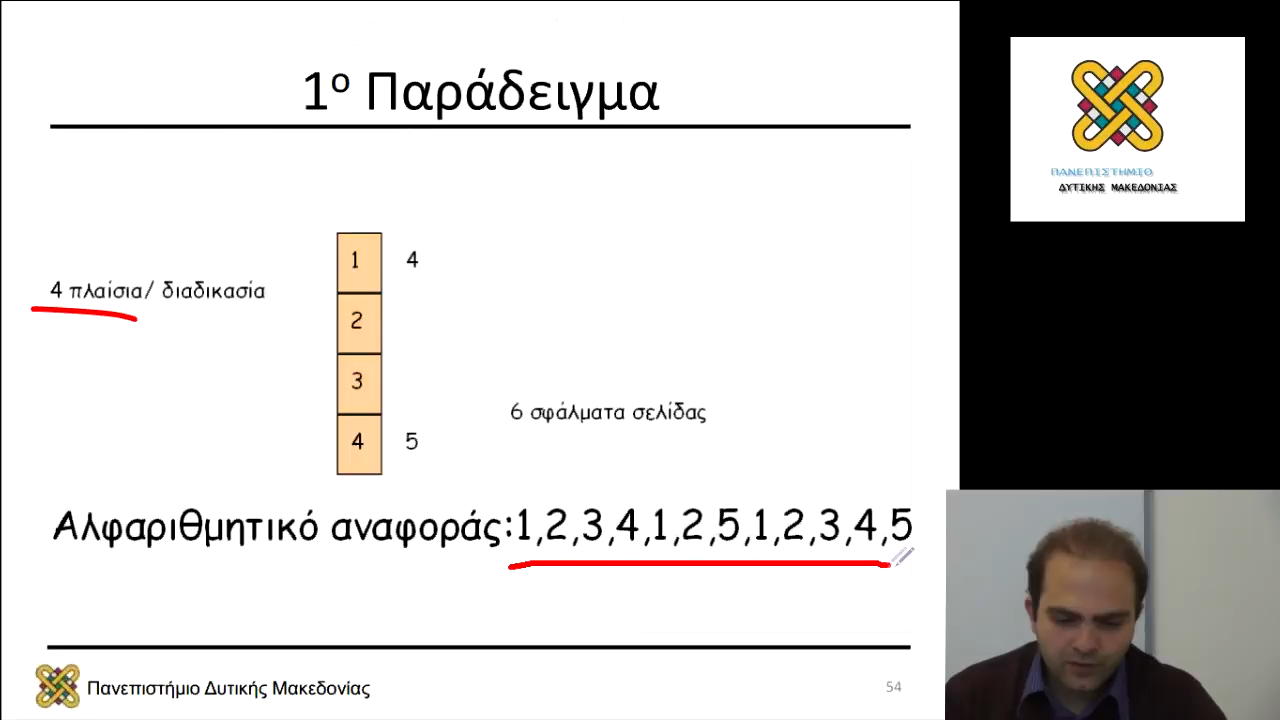 1ο Παράδειγμα
ΠΑΝΕΠΙΣΤΗΜΙΟ
ΔΥΤΙΚΗΣ ΜΑΚΕΔΟΝΙΑΣ
4 πλαίσια/ διαδικασία
1 4
2
3
4 5
6 σφάλματα σελίδας
Αλφαριθμητικό αναφοράς:1,2,3,4,1,2,5,1,2,3,4,5
Πανεπιστήμιο Δυτικής Μακεδονίας
54